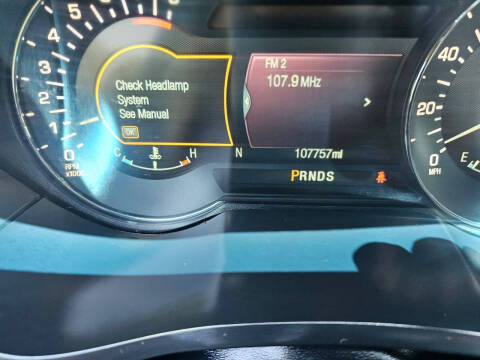 5
6
4
3
2
1
0
RPM
x1000
Check Headlamp
System
See Manual
OK
C
H
N
FM 2
107.9 MHz
107757mi
PRNDS
40
20
0
MPH
E